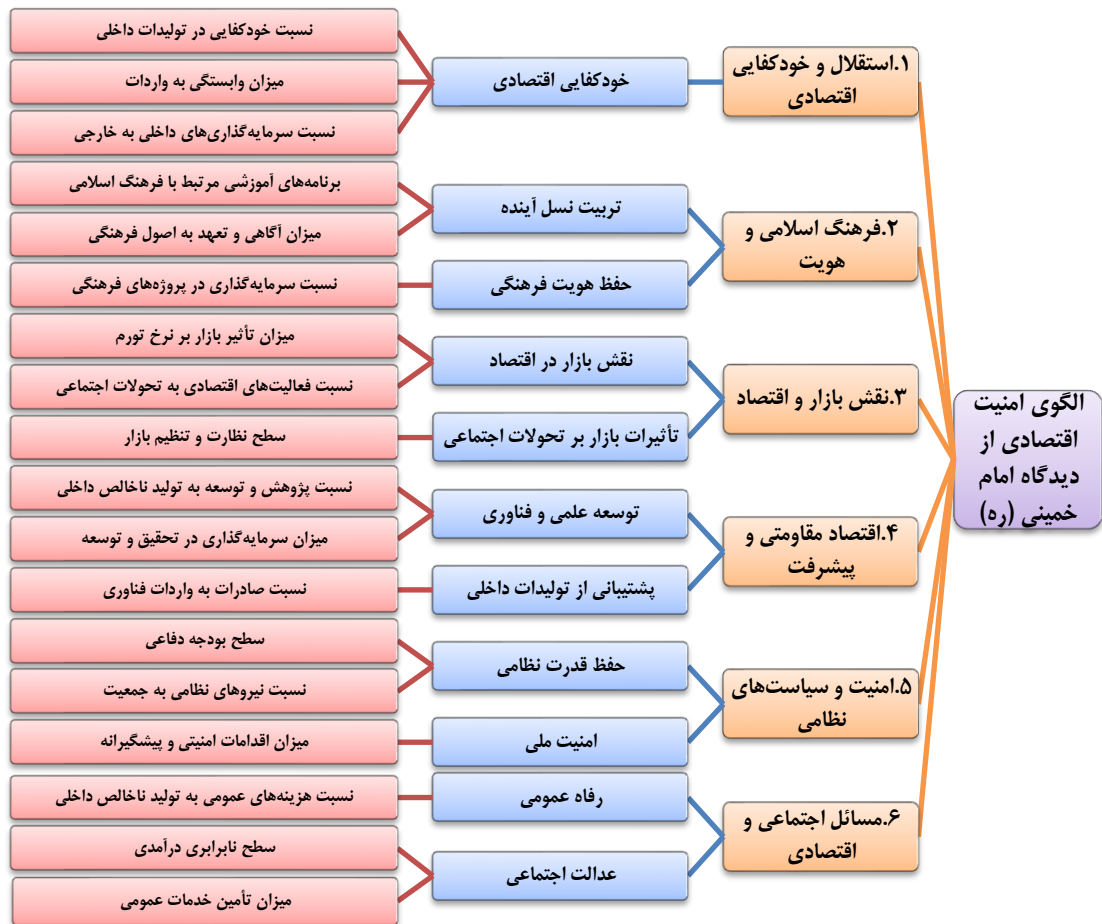 الگوی امنیت
اقتصادی از
دیدگاه امام
خمینی (ره)
۱.استقلال و خودکفایی
اقتصادی
خودکفایی اقتصادی
نسبت خودکفایی در تولیدات داخلی
میزان وابستگی به واردات
نسبت سرمایه‌گذاری‌های داخلی به خارجی
۲.فرهنگ اسلامی و
هویت
تربیت نسل آینده
برنامه‌های آموزشی مرتبط با فرهنگ اسلامی
میزان آگاهی و تعهد به اصول فرهنگی
حفظ هویت فرهنگی
نسبت سرمایه‌گذاری در پروژه‌های فرهنگی
۳.نقش بازار و اقتصاد
نقش بازار در اقتصاد
میزان تأثیر بازار بر نرخ تورم
نسبت فعالیت‌های اقتصادی به تحولات اجتماعی
تأثیرات بازار بر تحولات اجتماعی
سطح نظارت و تنظیم بازار
۴.اقتصاد مقاومتی و
پیشرفت
توسعه علمی و فناوری
نسبت پژوهش و توسعه به تولید ناخالص داخلی
میزان سرمایه‌گذاری در تحقیق و توسعه
پشتیبانی از تولیدات داخلی
نسبت صادرات به واردات فناوری
۵.امنیت و سیاست‌های
نظامی
حفظ قدرت نظامی
سطح بودجه دفاعی
نسبت نیروهای نظامی به جمعیت
امنیت ملی
میزان اقدامات امنیتی و پیشگیرانه
۶.مسائل اجتماعی و
اقتصادی
رفاه عمومی
نسبت هزینه‌های عمومی به تولید ناخالص داخلی
عدالت اجتماعی
سطح نابرابری درآمدی
میزان تأمین خدمات عمومی